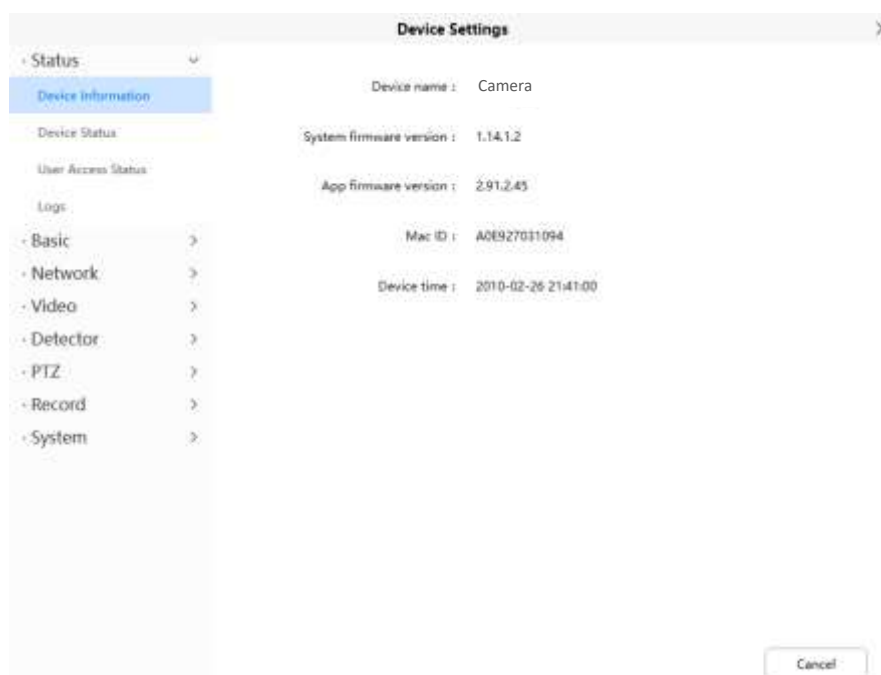 Device Settings
· Status
Device Information
Device Status
User Access Status
Logs
· Basic
· Network
· Video
· Detector
· PTZ
· Record
· System
Device name : Camera
System firmware version : 1.14.1.2
App firmware version : 2.91.2.45
Mac ID : A0E927031094
Device time : 2010-02-26 21:41:00
Cancel